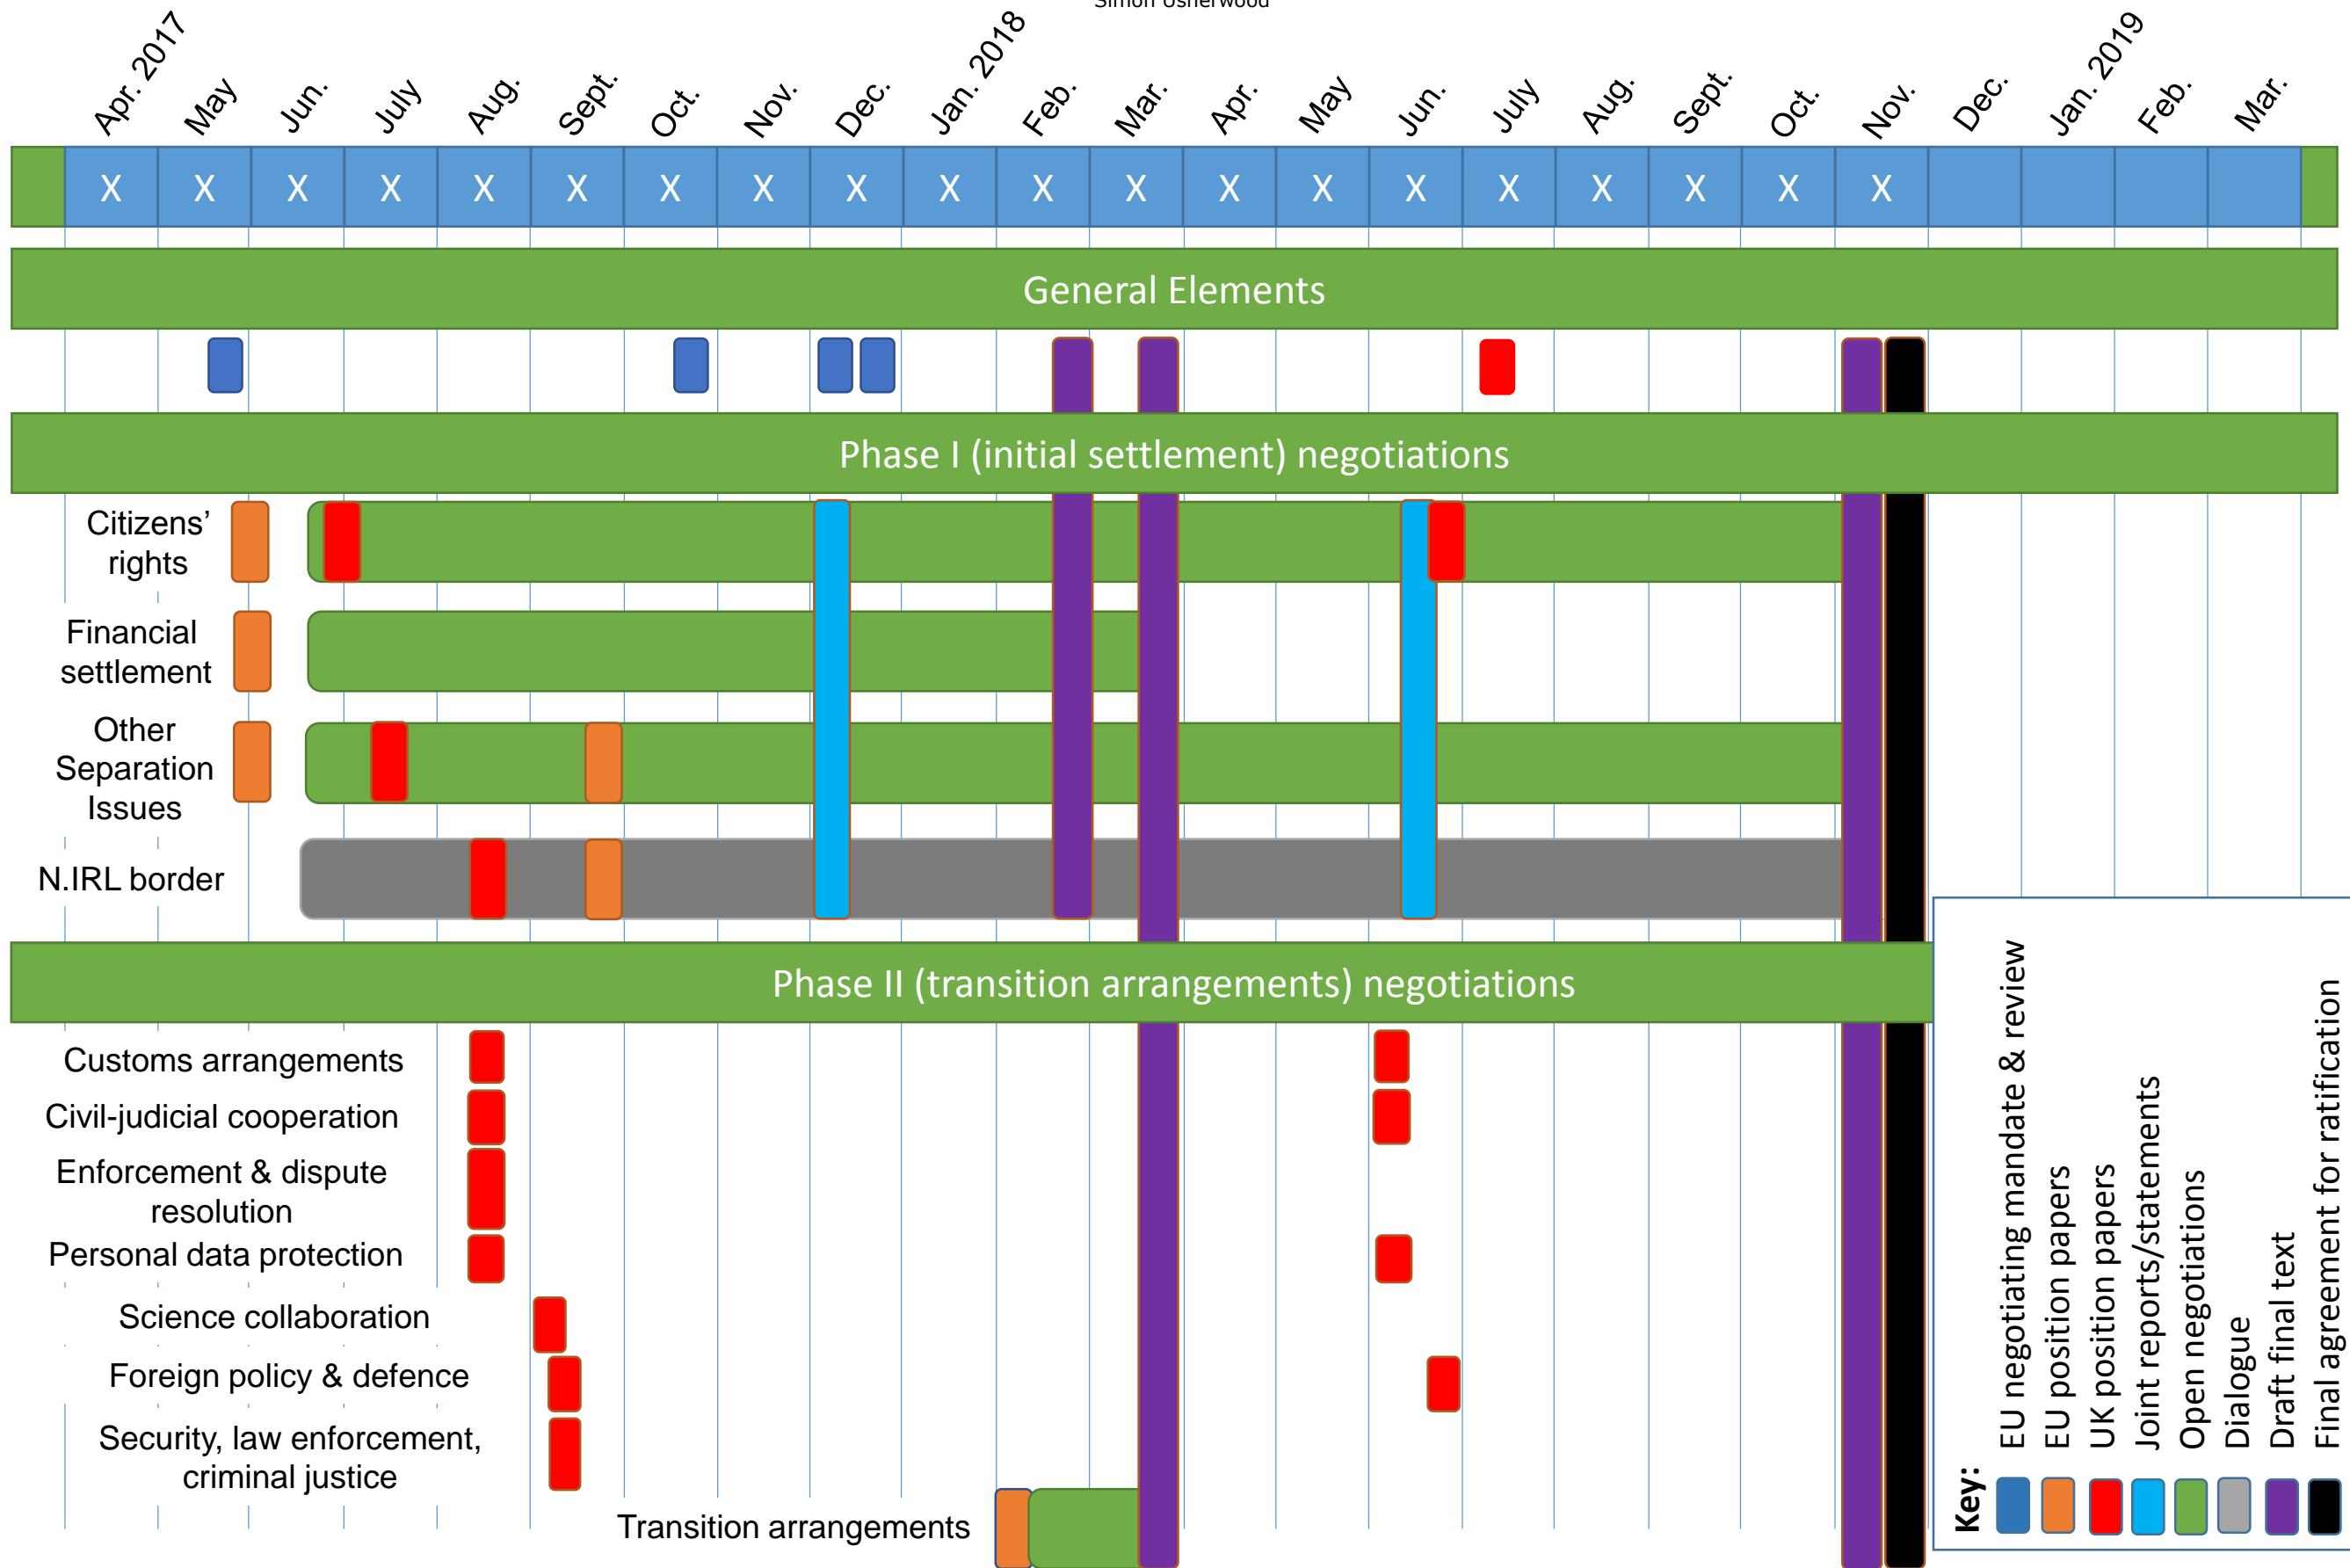 Simon Usherwood
Apr. 2017
May
Jun.
July
Aug.
Sept.
Oct.
Nov.
Dec.
Jan. 2018
Feb.
Mar.
Apr.
May
Jun.
July
Aug.
Sept.
Oct.
Nov.
Dec.
Jan. 2019
Feb.
Mar.
X X X X X X X X X X X X X X X X X X X X
General Elements
Phase I (initial settlement) negotiations
Citizens’
rights
Financial
settlement
Other
Separation
Issues
N.IRL border
Phase II (transition arrangements) negotiations
Customs arrangements
Civil-judicial cooperation
Enforcement & dispute
resolution
Personal data protection
Science collaboration
Foreign policy & defence
Security, law enforcement,
criminal justice
Transition arrangements
Key:
EU negotiating mandate & review
EU position papers
UK position papers
Joint reports/statements
Open negotiations
Dialogue
Draft final text
Final agreement for ratification